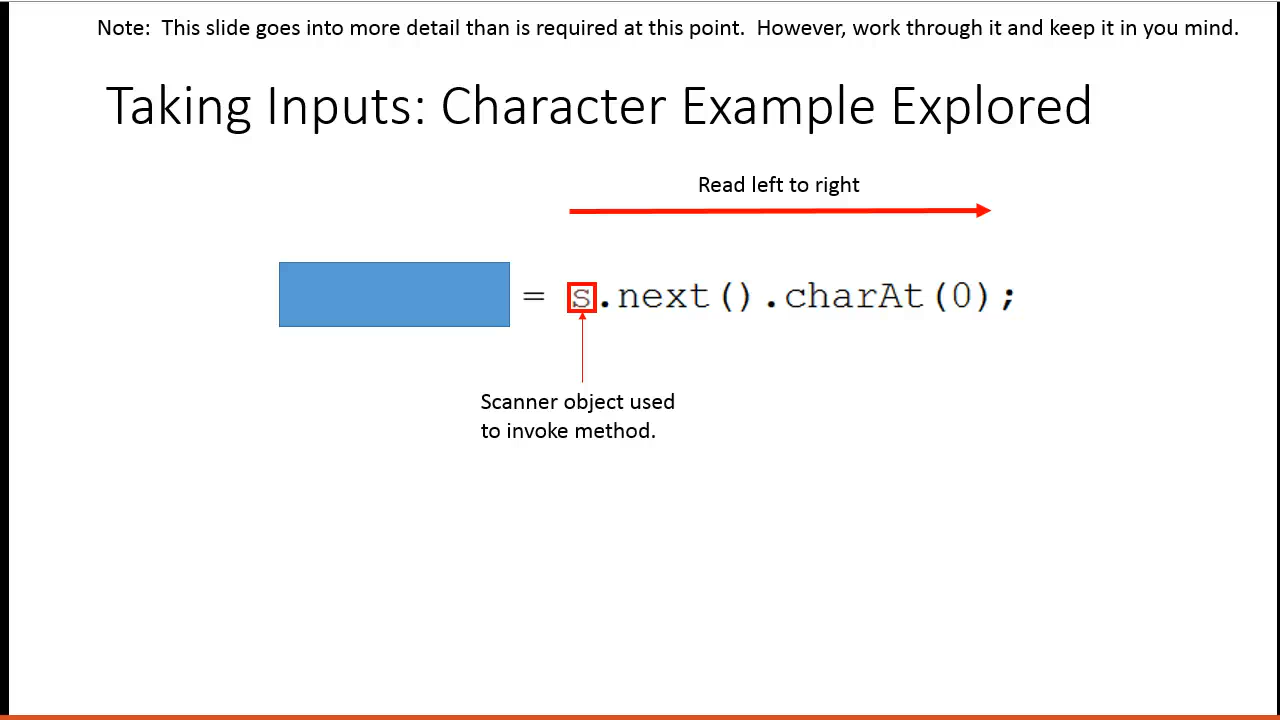 Note: This slide goes into more detail than is required at this point. However, work through it and keep it in you mind.
Taking Inputs: Character Example Explored
Read left to right
= s.next().charAt(0);
Scanner object used
to invoke method.